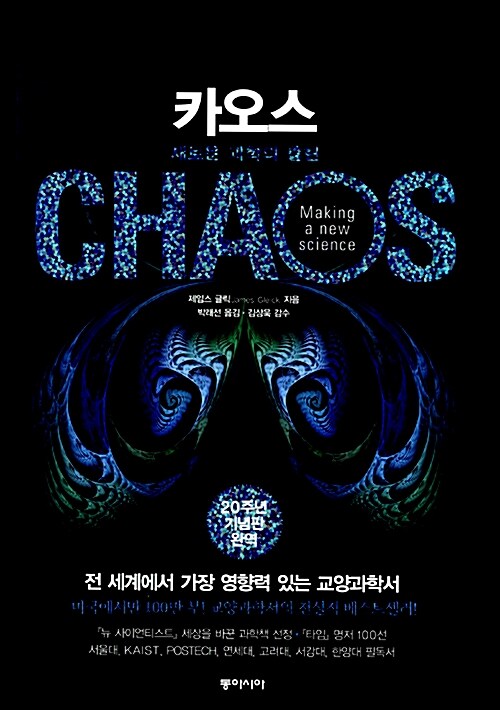 카오스
새로운 과학의 출현
CHAOS
Making
a new
science
제임스 글릭James Gleick 지음
박래선 옮김 · 김상욱 감수
20주년
기념판
완역
전 세계에서 가장 영향력 있는 교양과학서
미국에서만 100만 부! 교양과학서의 전설적 베스트셀러!
「뉴 사이언티스트」 세상을 바꾼 과학책 선정 · 「타임」 명저 100선
서울대, KAIST, POSTECH, 연세대, 고려대, 서강대, 한양대 필독서
동아시아